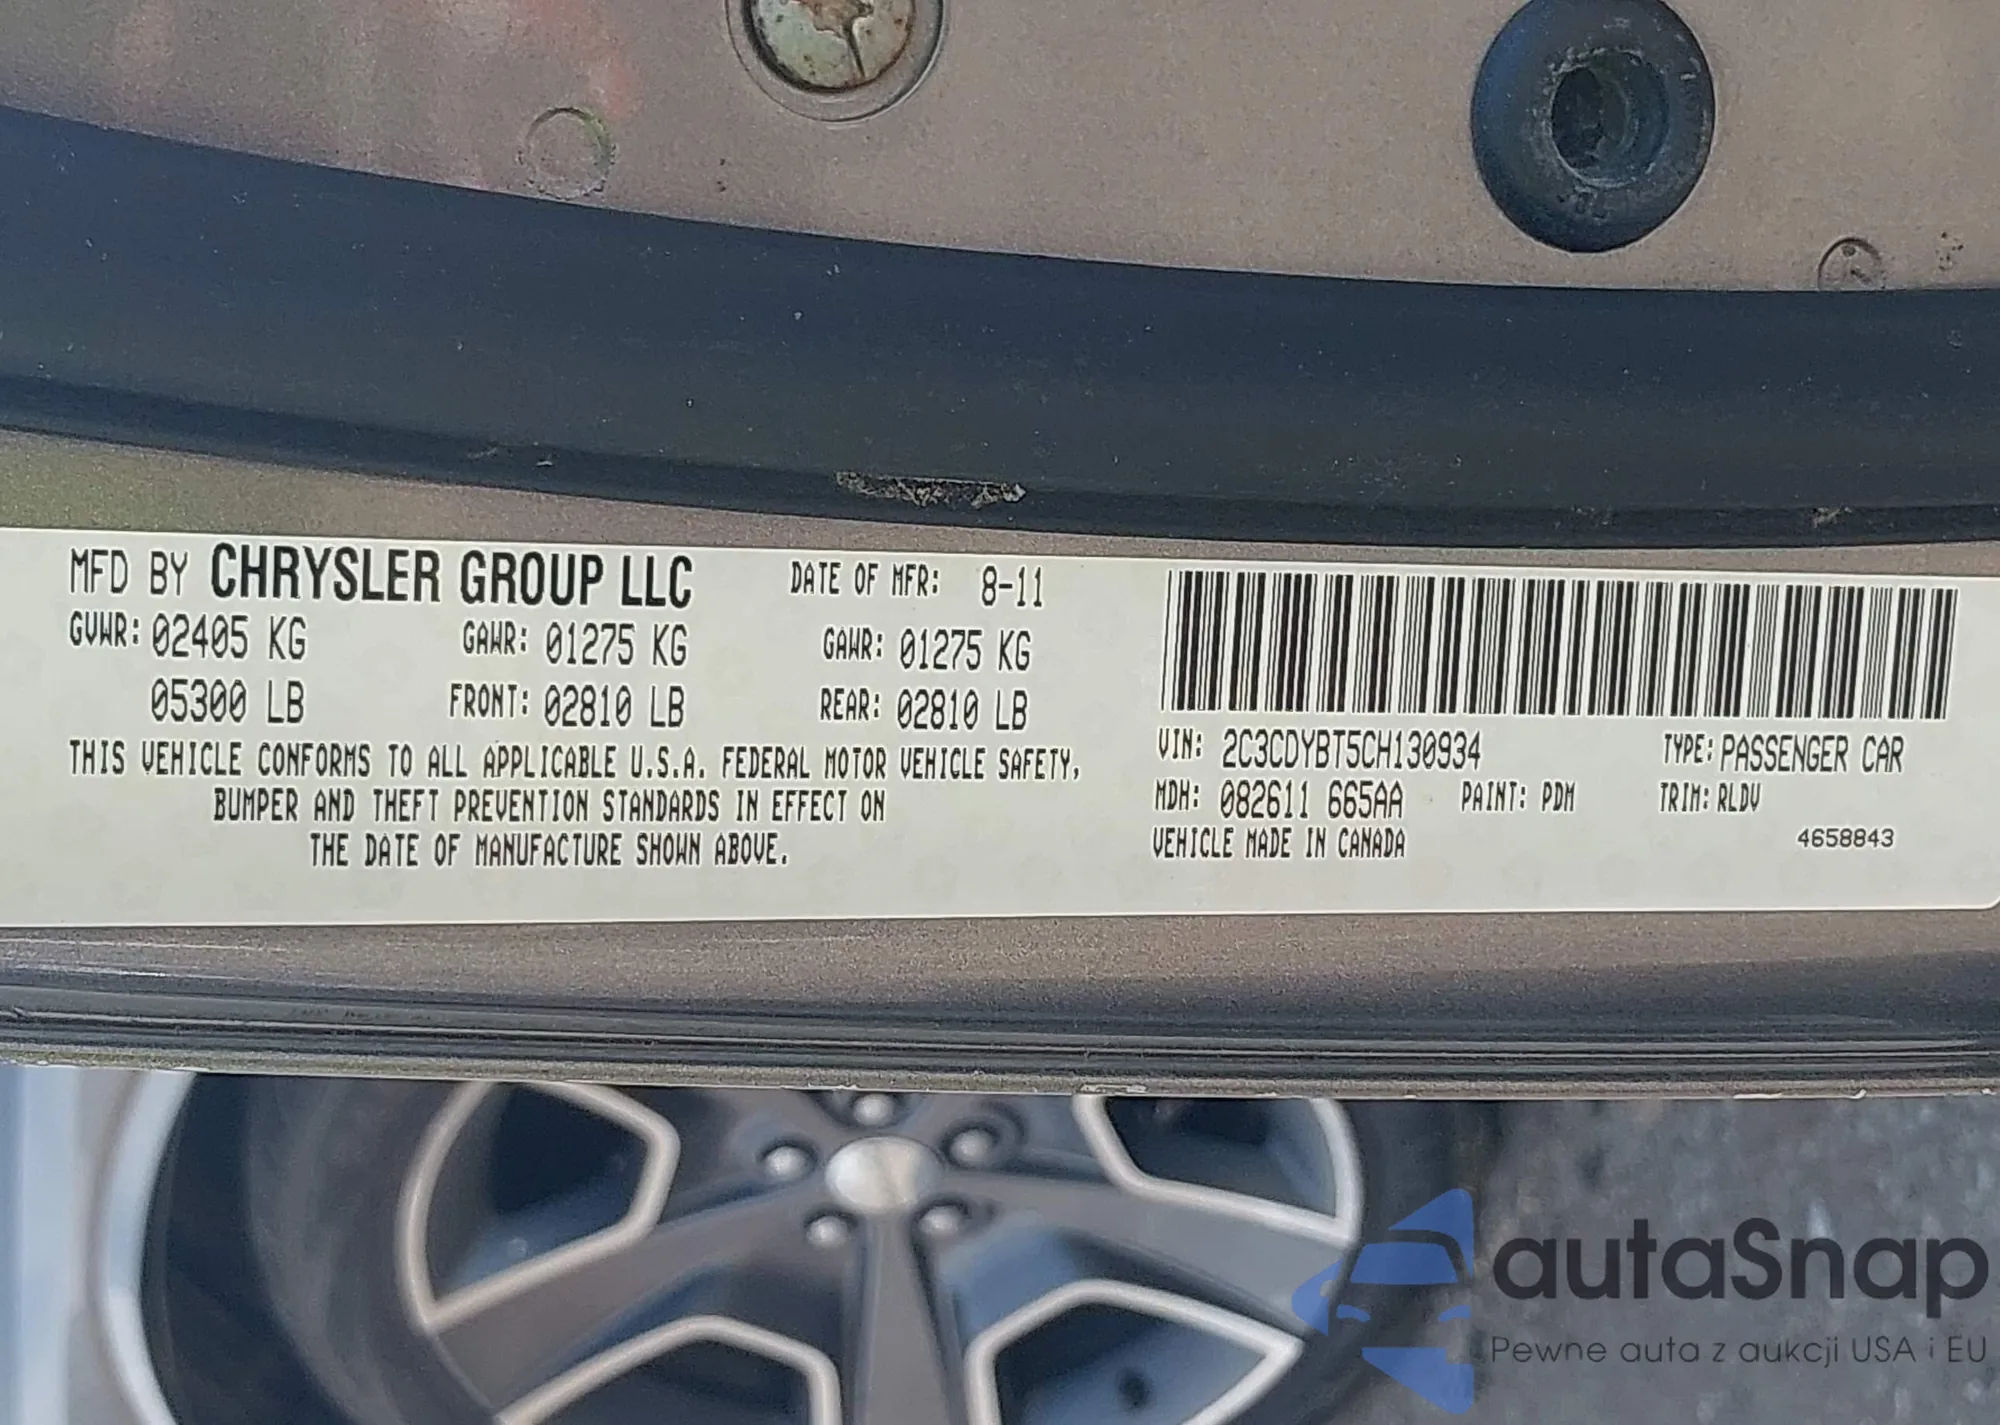 MFD BY CHRYSLER GROUP LLC DATE OF MFR: 8-11
GVWR: 02405 KG GAWR: 01275 KG GAWR: 01275 KG
05300 LB FRONT: 02810 LB REAR: 02810 LB
THIS VEHICLE CONFORMS TO ALL APPLICABLE U.S.A. FEDERAL MOTOR VEHICLE SAFETY,
BUMPER AND THEFT PREVENTION STANDARDS IN EFFECT ON
THE DATE OF MANUFACTURE SHOWN ABOVE.
VIN: 2C3CDYBT5CH130934 TYPE: PASSENGER CAR
MDH: 082611 665AA PAINT: PDM TRIM: RLDV
VEHICLE MADE IN CANADA 4658843
autaSnap
Pewne auta z aukcji USA i EU